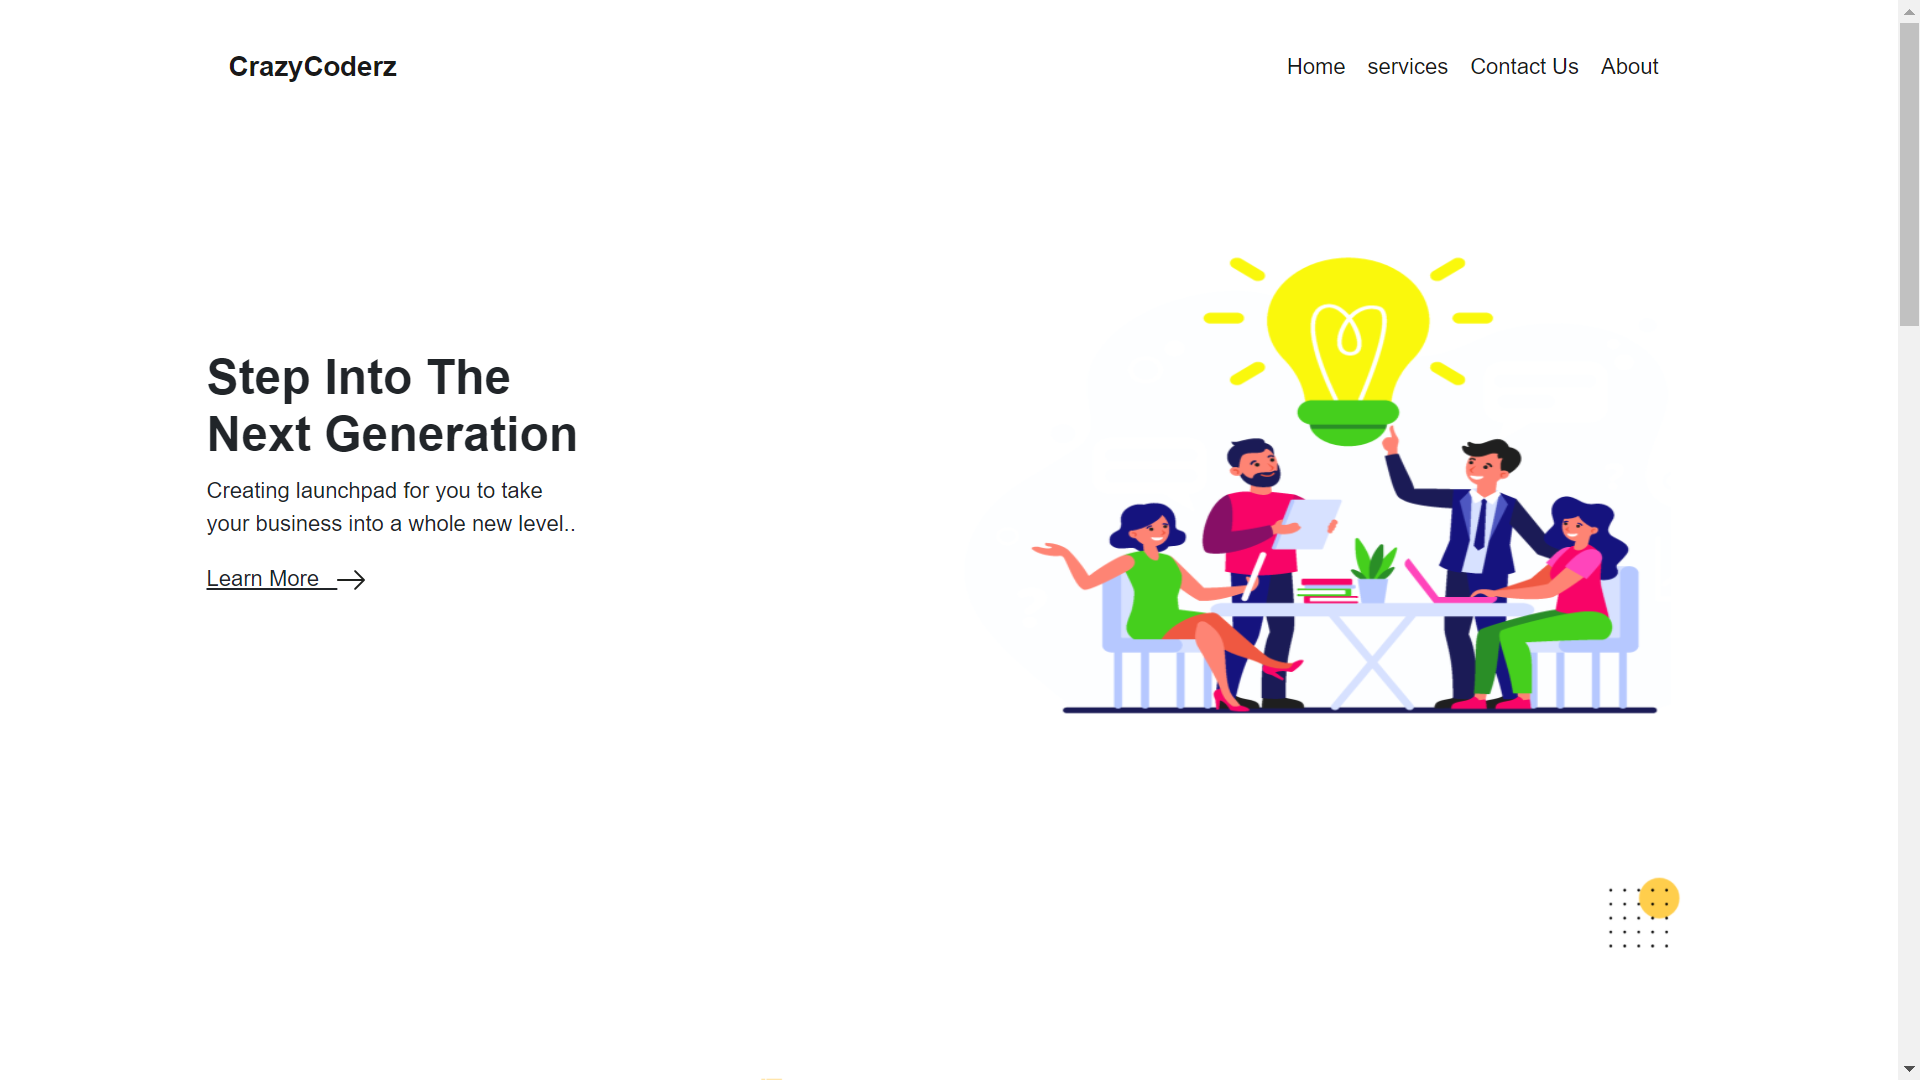 CrazyCoderz
Home services Contact Us About
Step Into The
Next Generation
Creating launchpad for you to take
your business into a whole new level..
Learn More